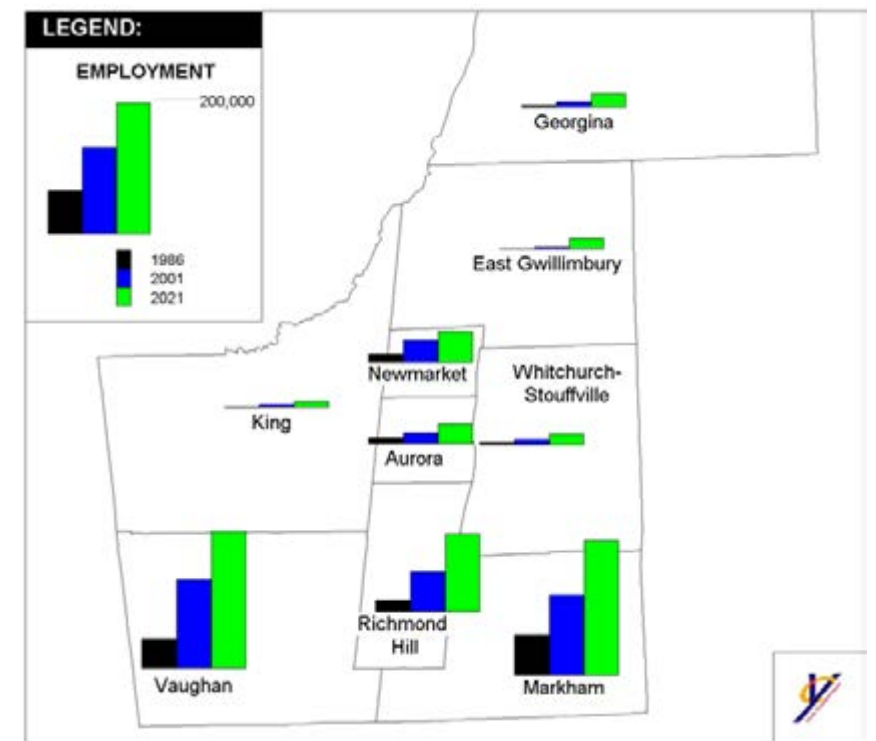 LEGEND:
EMPLOYMENT
200,000
1986
2001
2021
Georgina
East Gwillimbury
Newmarket
Whitchurch-
Stouffville
King
Aurora
Richmond
Hill
Vaughan
Markham